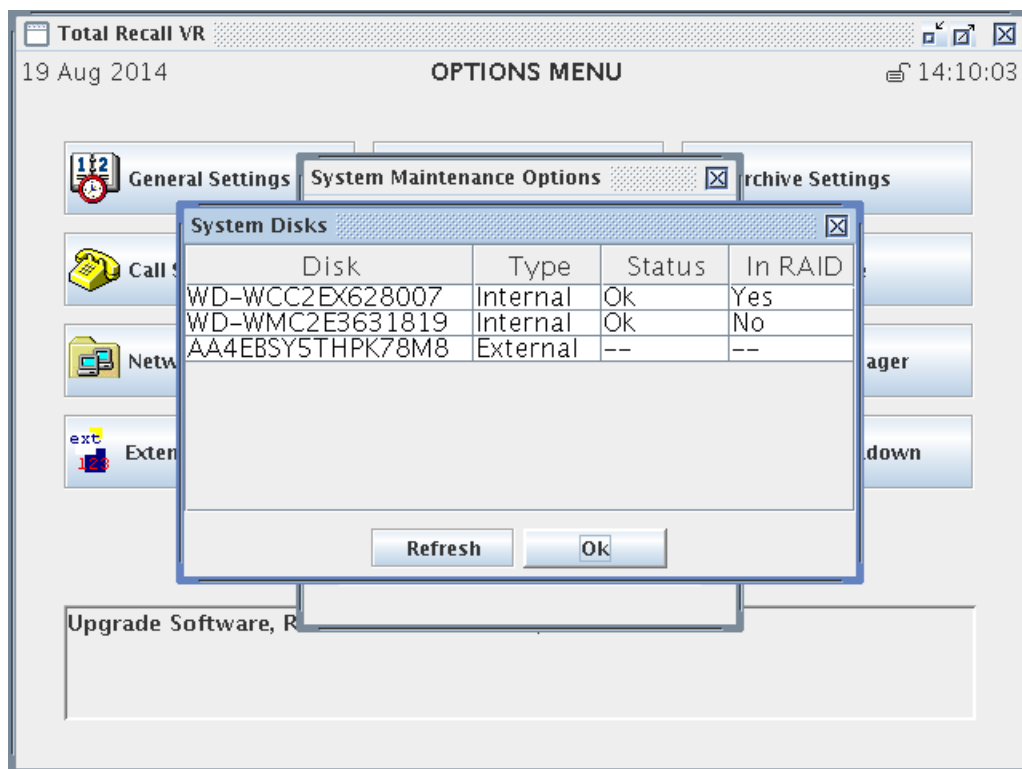 Total Recall VR
19 Aug 2014 OPTIONS MENU 14:10:03
General Settings System Maintenance Options rchive Settings
System Disks
Call
Disk Type Status In RAID
WD-WCC2EX628007 Internal Ok Yes
WD-WMC2E3631819 Internal Ok No
AA4EBSY5THPK78M8 External -- --
Netw ager
ext
123
Exten down
Refresh Ok
Upgrade Software, R